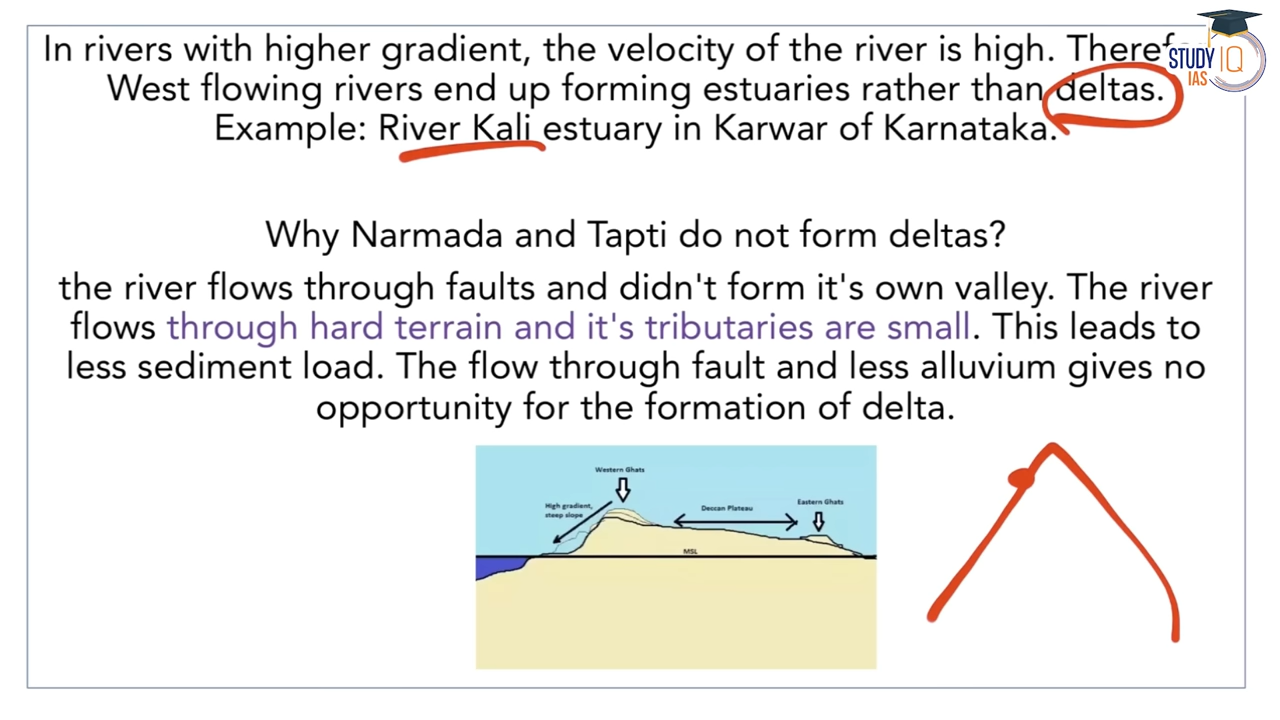 In rivers with higher gradient, the velocity of the river is high.
STUDY IQ
IAS
West flowing rivers end up forming estuaries rather than deltas.
Example: River Kali estuary in Karwar of Karnataka.
Why Narmada and Tapti do not form deltas?
the river flows through faults and didn't form it's own valley. The river
flows through hard terrain and it's tributaries are small. This leads to
less sediment load. The flow through fault and less alluvium gives no
opportunity for the formation of delta.
Western Ghats
High gradient,
steep slope
Deccan Plateau
Eastern Ghats
MSL